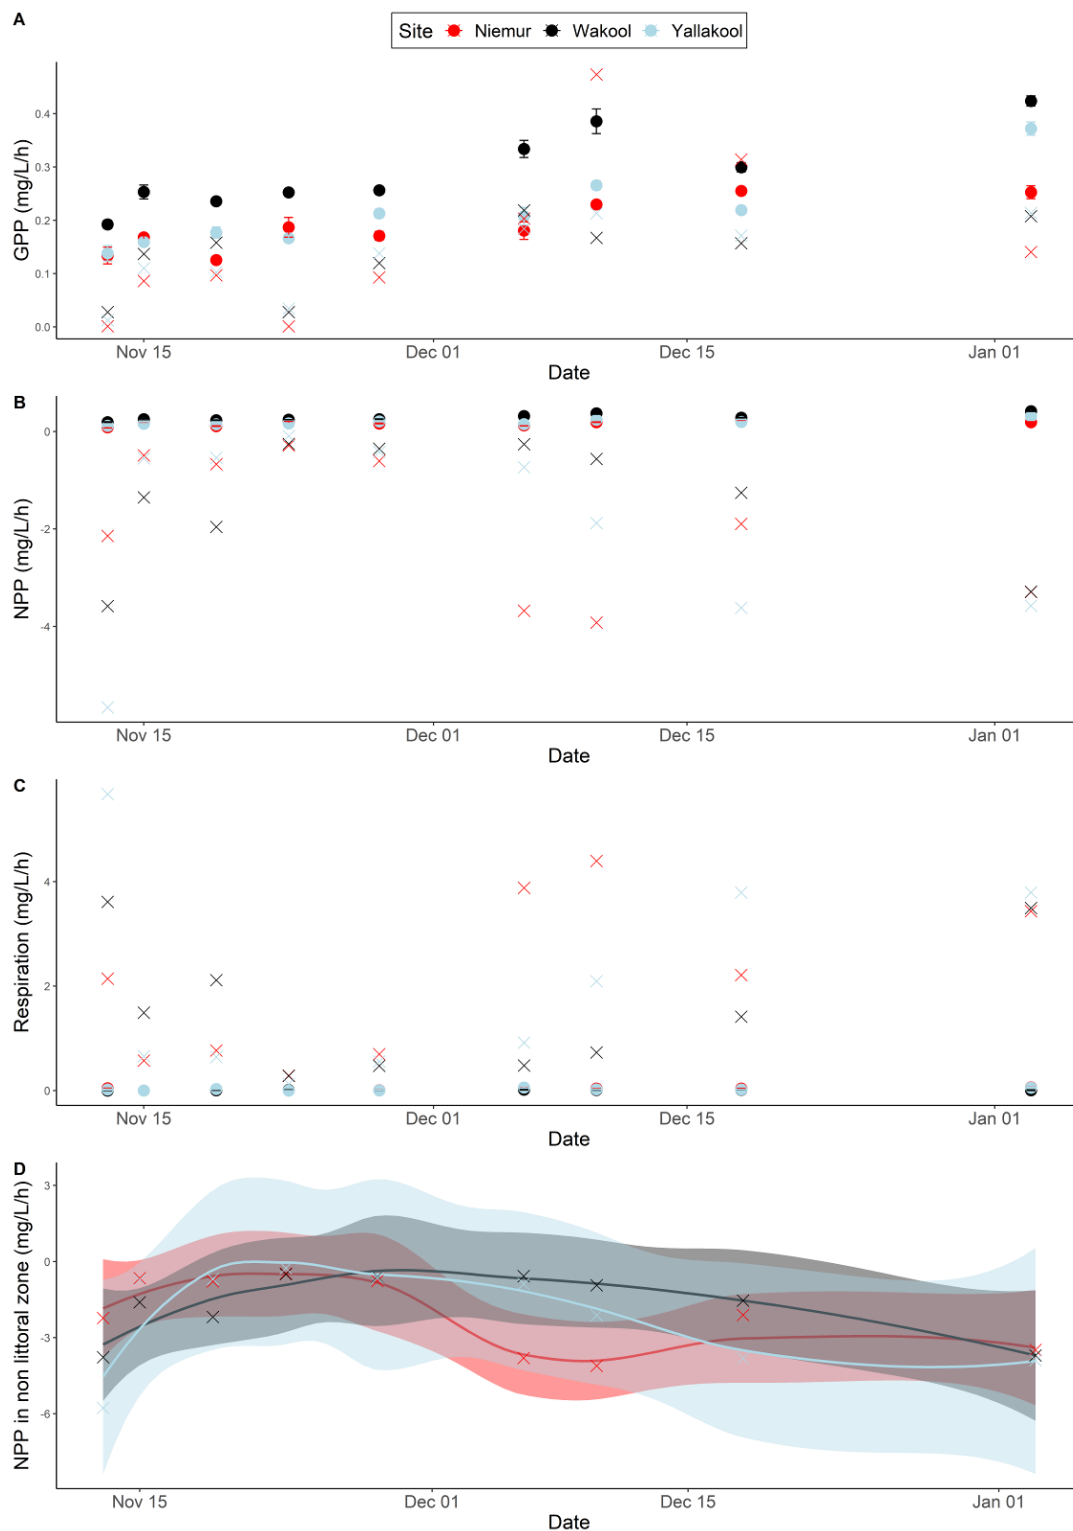 A
Site Niemur Wakool Yallakool
GPP (mg/L/h)
0.4
0.3
0.2
0.1
0.0
Nov 15 Dec 01 Dec 15 Jan 01
Date
B
NPP (mg/L/h)
0
-2
-4
Nov 15 Dec 01 Dec 15 Jan 01
Date
C
Respiration (mg/L/h)
4
2
0
Nov 15 Dec 01 Dec 15 Jan 01
Date
D
NPP in non littoral zone (mg/L/h)
3
0
-3
-6
Nov 15 Dec 01 Dec 15 Jan 01
Date